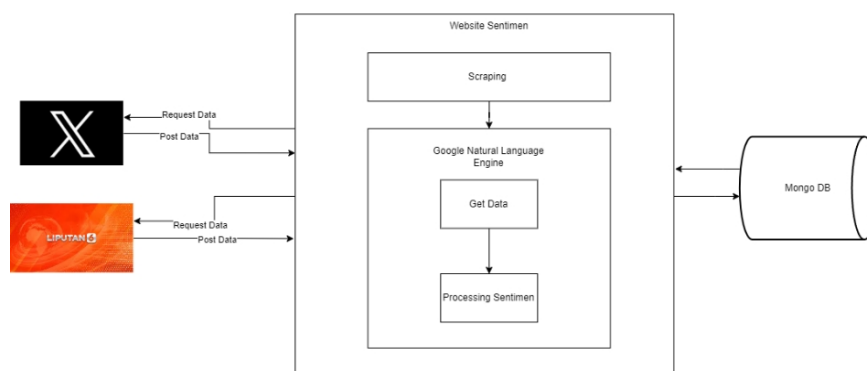 Website Sentimen
Scraping
Request Data
Post Data
Google Natural Language
Engine
Mongo DB
Get Data
Request Data
LIPUTAN 6
Post Data
Processing Sentimen